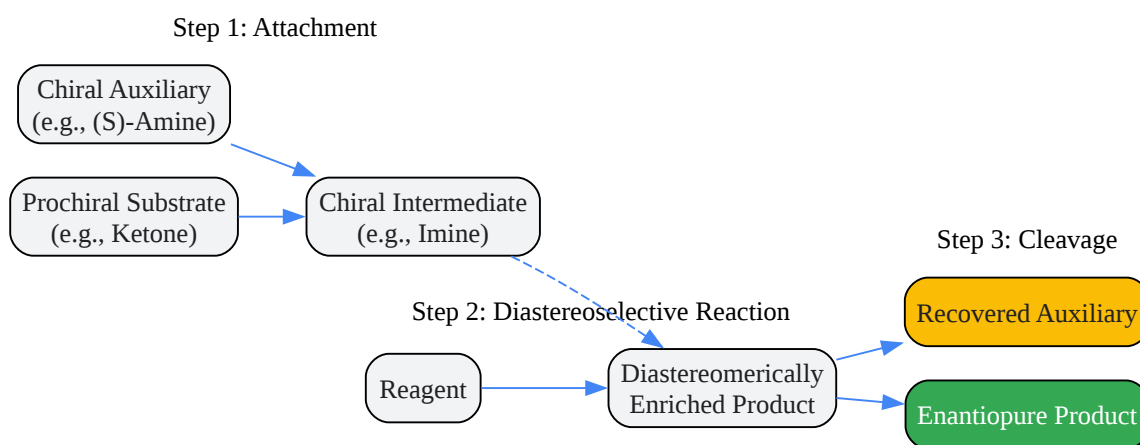 Step 1: Attachment
Chiral Auxiliary
(e.g., (S)-Amine)
Prochiral Substrate
(e.g., Ketone)
Chiral Intermediate
(e.g., Imine)
Step 2: Diastereoselective Reaction
Reagent
Diastereomerically
Enriched Product
Step 3: Cleavage
Recovered Auxiliary
Enantiopure Product